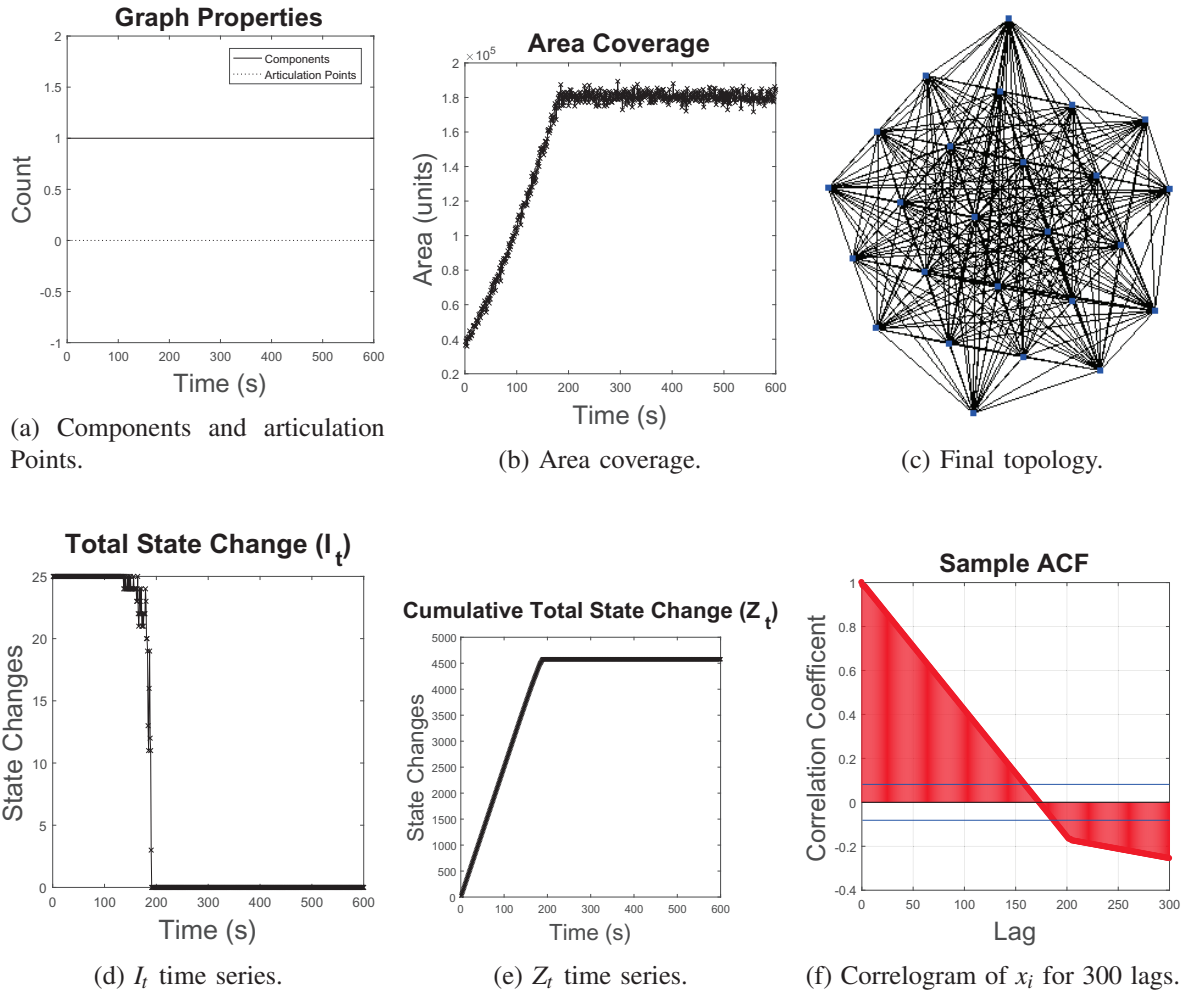 Graph Properties
2
1.5
1
0.5
0
-0.5
-1
Count
Components
Articulation Points
0 100 200 300 400 500 600
Time (s)
(a) Components and articulation
Points.
Area Coverage
×10^5
2
1.8
1.6
1.4
1.2
1
0.8
0.6
0.4
0.2
Area (units)
0 100 200 300 400 500 600
Time (s)
(b) Area coverage.
(c) Final topology.
Total State Change (I_t)
25
20
15
10
5
0
State Changes
0 100 200 300 400 500 600
Time (s)
(d) I_t time series.
Cumulative Total State Change (Z_t)
5000
4500
4000
3500
3000
2500
2000
1500
1000
500
0
State Changes
0 100 200 300 400 500 600
Time (s)
(e) Z_t time series.
Sample ACF
1
0.8
0.6
0.4
0.2
0
-0.2
-0.4
Correlation Coefficent
0 50 100 150 200 250 300
Lag
(f) Correlogram of x_i for 300 lags.